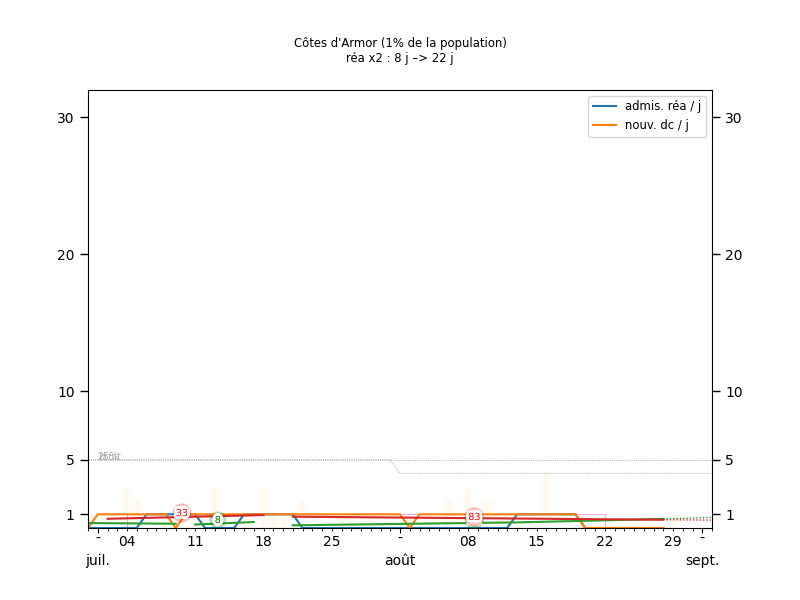 Côtes d'Armor (1% de la population)
réa x2 : 8 j –> 22 j
admis. réa / j
nouv. dc / j
30 30
20 20
10 10
5 5
1 1
33
8
83
- 04 11 18 25 - 08 15 22 29 -
juil. août sept.